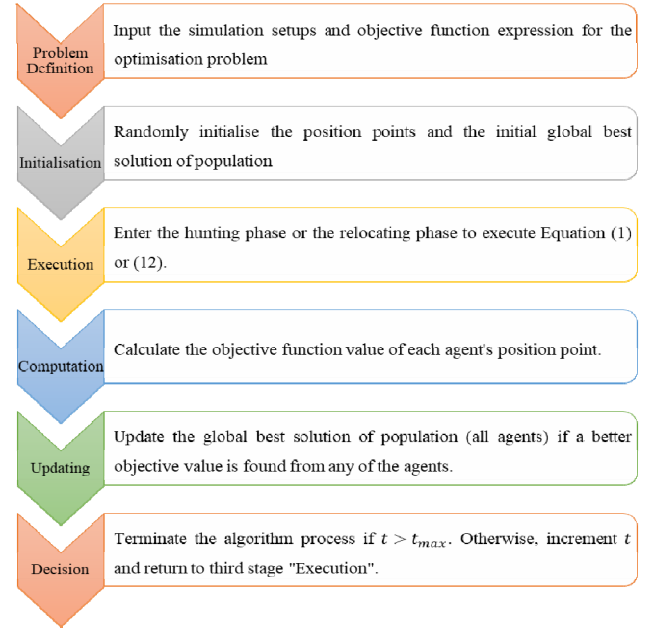 Problem
Definition
Input the simulation setups and objective function expression for the
optimisation problem
Initialisation
Randomly initialise the position points and the initial global best
solution of population
Execution
Enter the hunting phase or the relocating phase to execute Equation (1)
or (12).
Computation
Calculate the objective function value of each agent's position point.
Updating
Update the global best solution of population (all agents) if a better
objective value is found from any of the agents.
Decision
Terminate the algorithm process if t > t_max. Otherwise, increment t
and return to third stage "Execution".